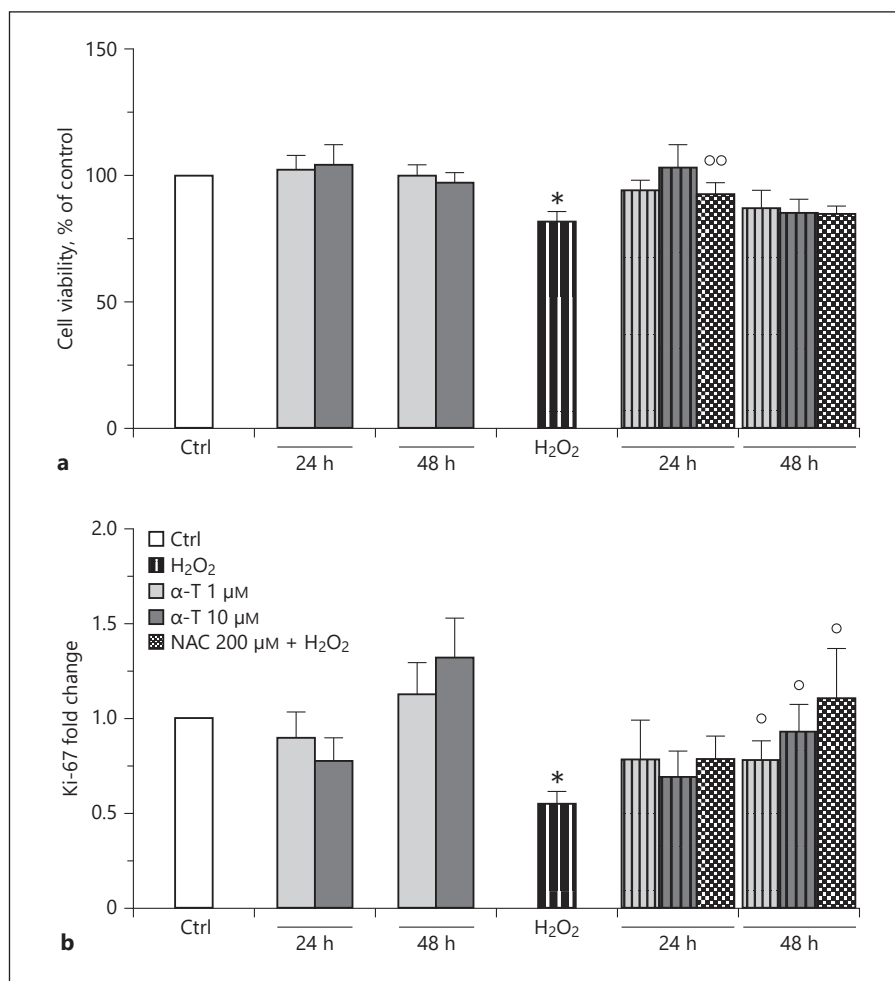 150
100
50
0
Cell viability, % of control
*
○○
Ctrl
24 h
48 h
H₂O₂
24 h
48 h
a
2.0
1.5
1.0
0.5
0
Ki-67 fold change
Ctrl
H₂O₂
α-T 1 μM
α-T 10 μM
NAC 200 μM + H₂O₂
*
○
○
○
Ctrl
24 h
48 h
H₂O₂
24 h
48 h
b